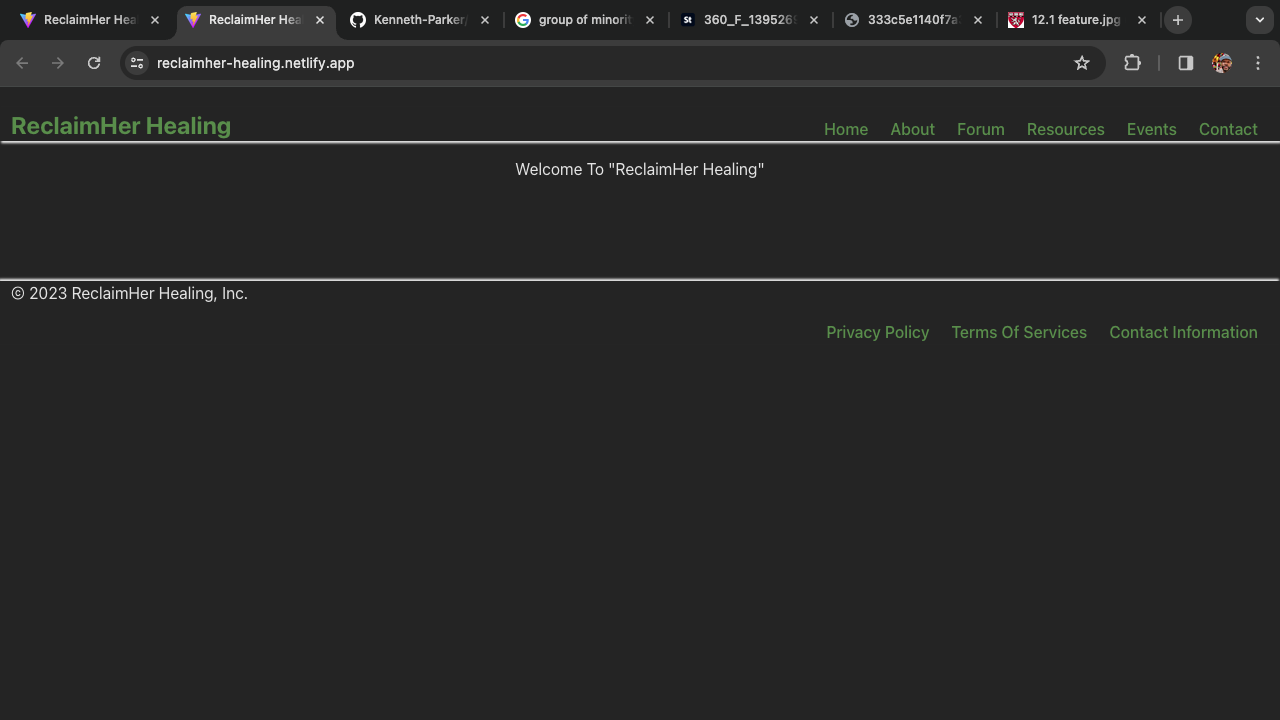 ReclaimHer Hea
ReclaimHer Hea
Kenneth-Parker/
group of minorit
St
360_F_139526
333c5e1140f7a
12.1 feature.jpg
reclaimher-healing.netlify.app
ReclaimHer Healing
Home About Forum Resources Events Contact
Welcome To "ReclaimHer Healing"
© 2023 ReclaimHer Healing, Inc.
Privacy Policy Terms Of Services Contact Information